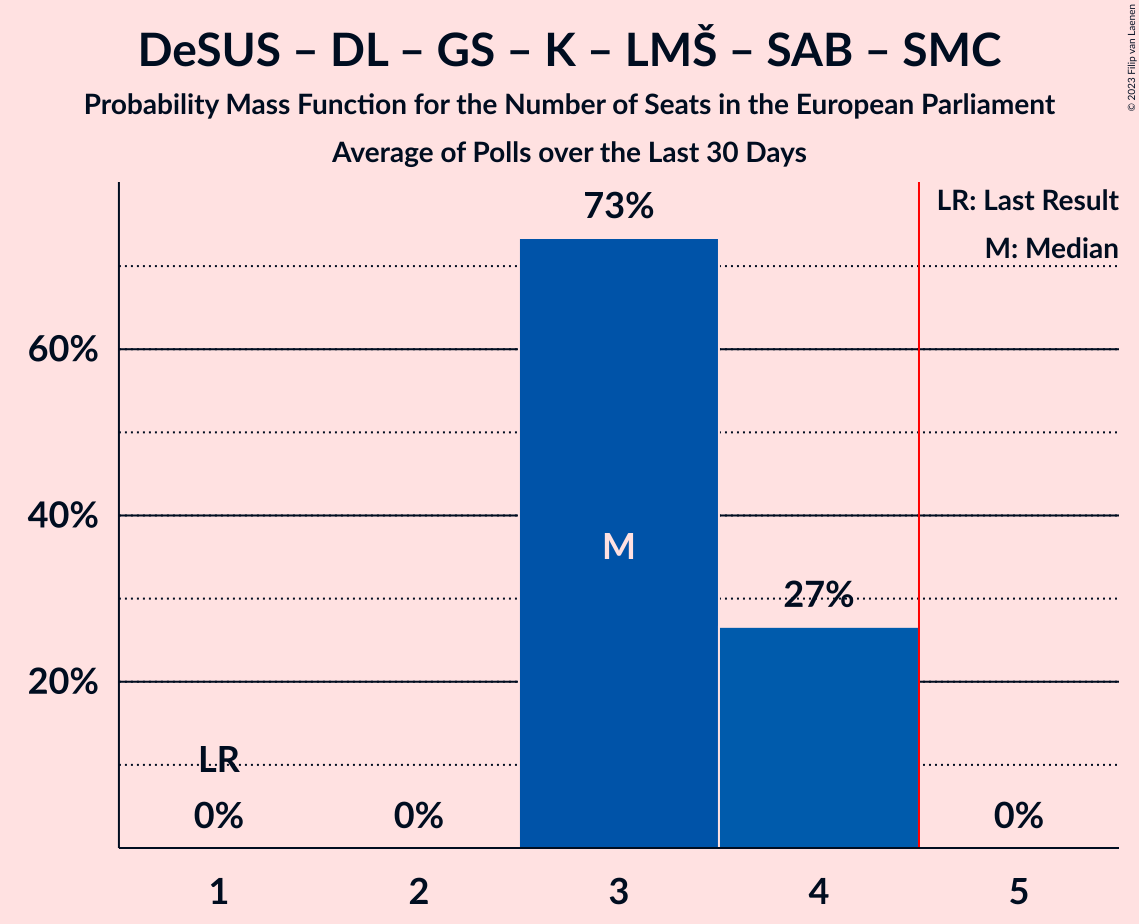 DeSUS – DL – GS – K – LMŠ – SAB – SMC
Probability Mass Function for the Number of Seats in the European Parliament
Average of Polls over the Last 30 Days
© 2023 Filip van Laenen
LR: Last Result
M: Median
73%
60%
40%
M
27%
20%
LR
0%
0%
0%
1
2
3
4
5